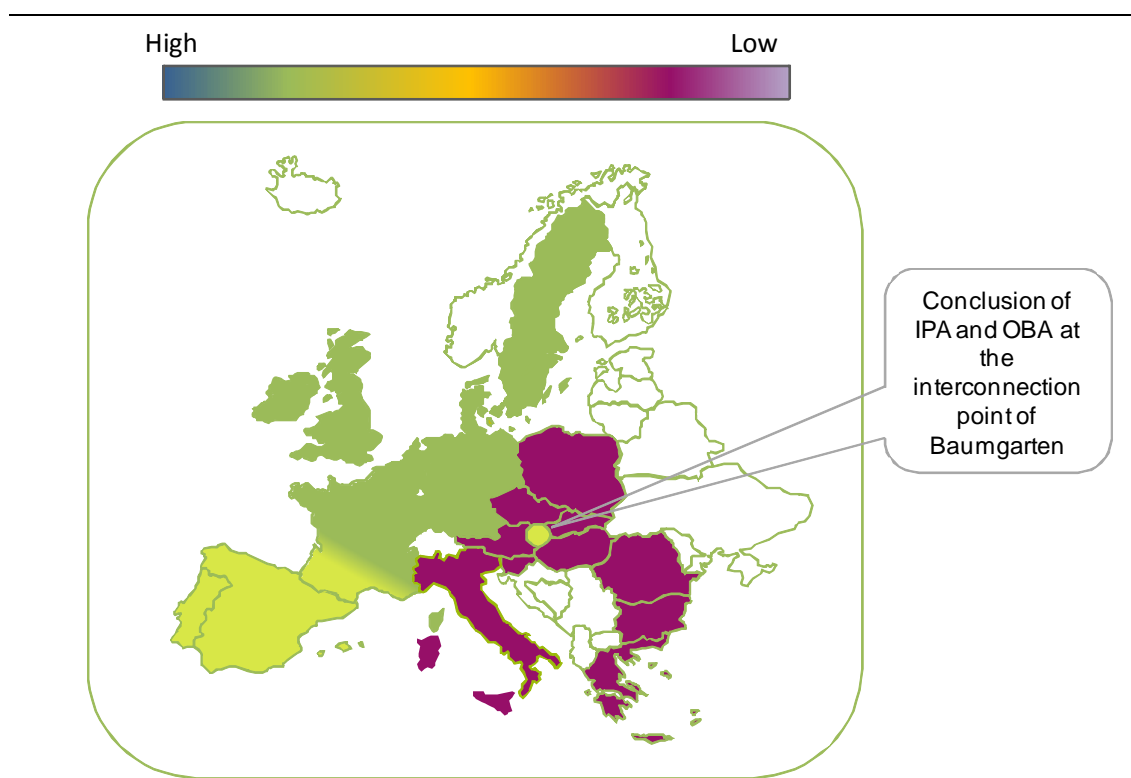 High
Low
Conclusion of
IPA and OBA at
the
interconnection
point of
Baumgarten